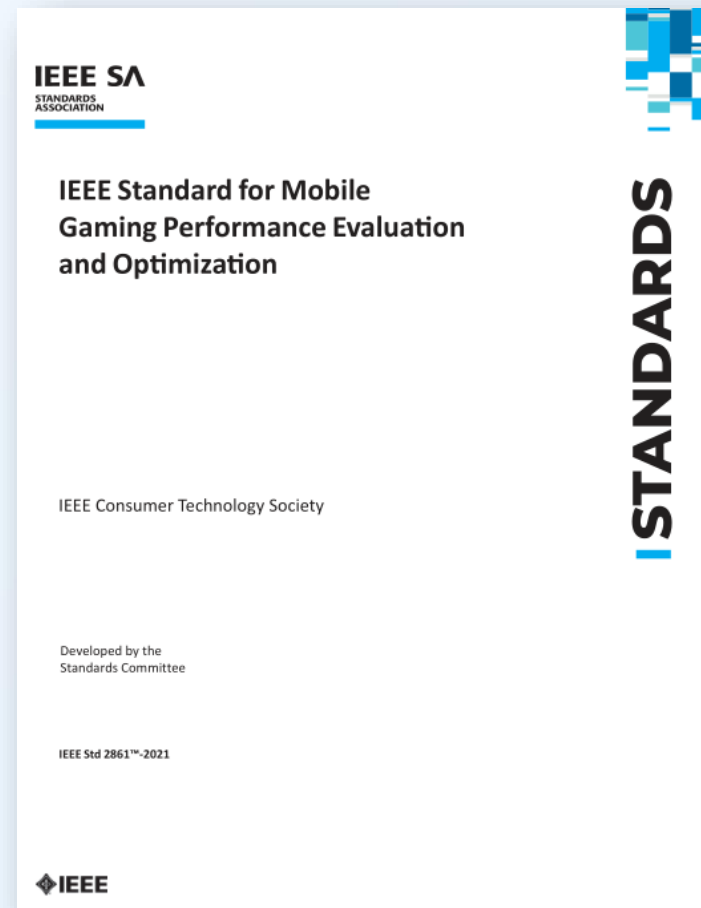 IEEE SA
STANDARDS
ASSOCIATION
IEEE Standard for Mobile
Gaming Performance Evaluation
and Optimization
STANDARDS
IEEE Consumer Technology Society
Developed by the
Standards Committee
IEEE Std 2861™-2021
IEEE